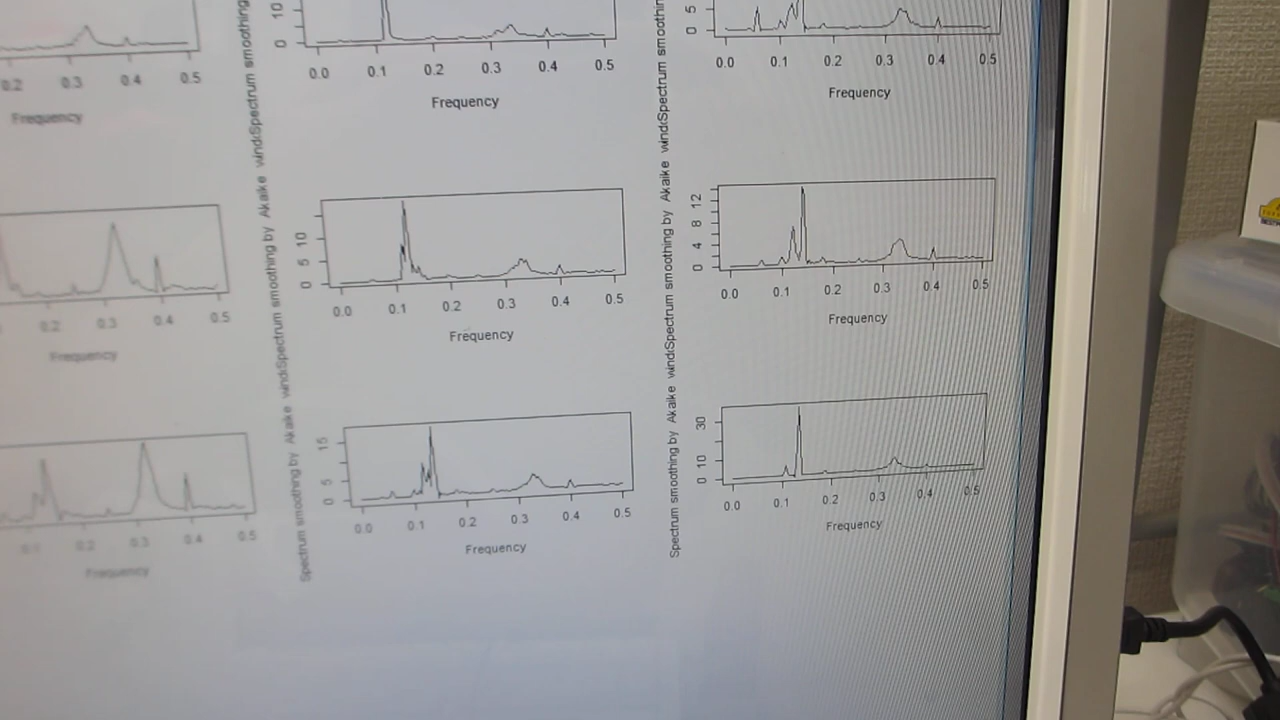 0.2 0.3 0.4 0.5
Frequency
Spectrum smoothing by Akaike wind
10
0
0.0 0.1 0.2 0.3 0.4 0.5
Frequency
Spectrum smoothing
5
0
0.0 0.1 0.2 0.3 0.4 0.5
Frequency
0.2 0.3 0.4 0.5
Frequency
Spectrum smoothing by Akaike wind
10
5
0
0.0 0.1 0.2 0.3 0.4 0.5
Frequency
Spectrum smoothing by Akaike wind
12
8
4
0
0.0 0.1 0.2 0.3 0.4 0.5
Frequency
0.1 0.2 0.3 0.4 0.5
Frequency
Spectrum smoothing by Akaike wind
15
5
0
0.0 0.1 0.2 0.3 0.4 0.5
Frequency
Spectrum smoothing by Akaike wind
30
10
0
0.0 0.1 0.2 0.3 0.4 0.5
Frequency